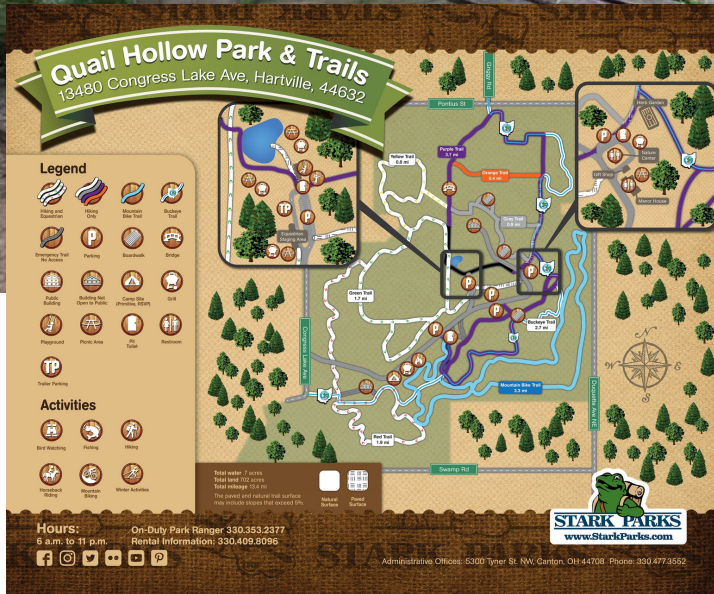 Quail Hollow Park & Trails
13480 Congress Lake Ave, Hartville, 44632
Legend
Hiking and
Equestrian
Hiking
Only
Mountain
Bike Trail
Buckeye
Trail
Emergency Trail
No Access
Parking
Boardwalk
Bridge
Public
Building
Building Not
Open to Public
Camp Site
(Primitive, RSVP)
Grill
Playground
Picnic Area
Pit
Toilet
Restroom
TP
Trailer Parking
Activities
Bird Watching
Fishing
Hiking
Horseback
Riding
Mountain
Biking
Winter Activities
TP
Equestrian
Staging Area
Pontius St
Griggy Rd
Purple Trail
3.7 mi
Yellow Trail
0.8 mi
Orange Trail
0.4 mi
Gray Trail
0.6 mi
Green Trail
1.7 mi
Buckeye Trail
2.7 mi
Mountain Bike Trail
3.3 mi
Red Trail
1.9 mi
Congress Lake Ave
Duquette Ave NE
Swamp Rd
Herb Garden
Nature
Center
Gift Shop
Manor House
N
W E
S
Total water .7 acres
Total land 702 acres
Total mileage 13.4 mi
The paved and natural trail surface
may include slopes that exceed 5%.
Natural
Surface
Paved
Surface
STARK PARKS
www.StarkParks.com
Hours:
6 a.m. to 11 p.m.
On-Duty Park Ranger 330.353.2377
Rental Information: 330.409.8096
Administrative Offices: 5300 Tyner St. NW, Canton, OH 44708 Phone: 330.477.3552